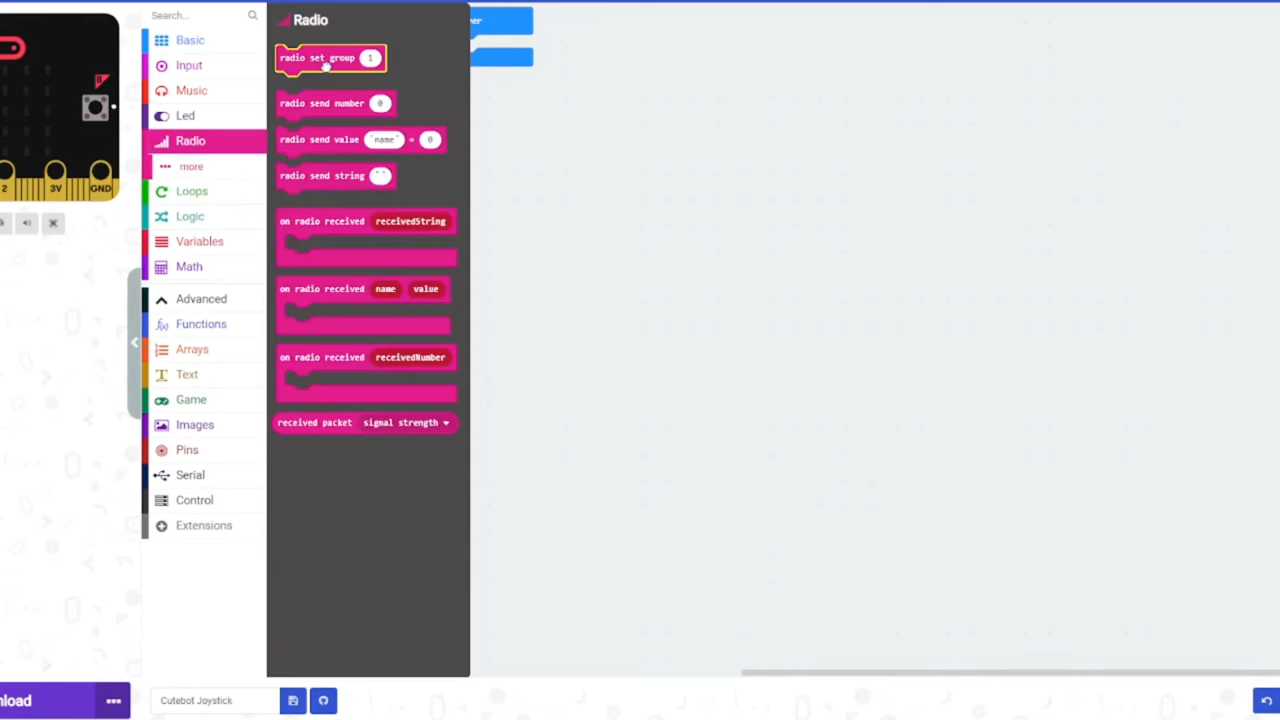 Search...
Basic
Input
Music
Led
Radio
more
Loops
Logic
Variables
Math
Advanced
Functions
Arrays
Text
Game
Images
Pins
Serial
Control
Extensions
Radio
radio set group 1
radio send number 0
radio send value "name" = 0
radio send string " "
on radio received receivedString
on radio received name value
on radio received receivedNumber
received packet signal strength
2 3V GND
Cutebot Joystick